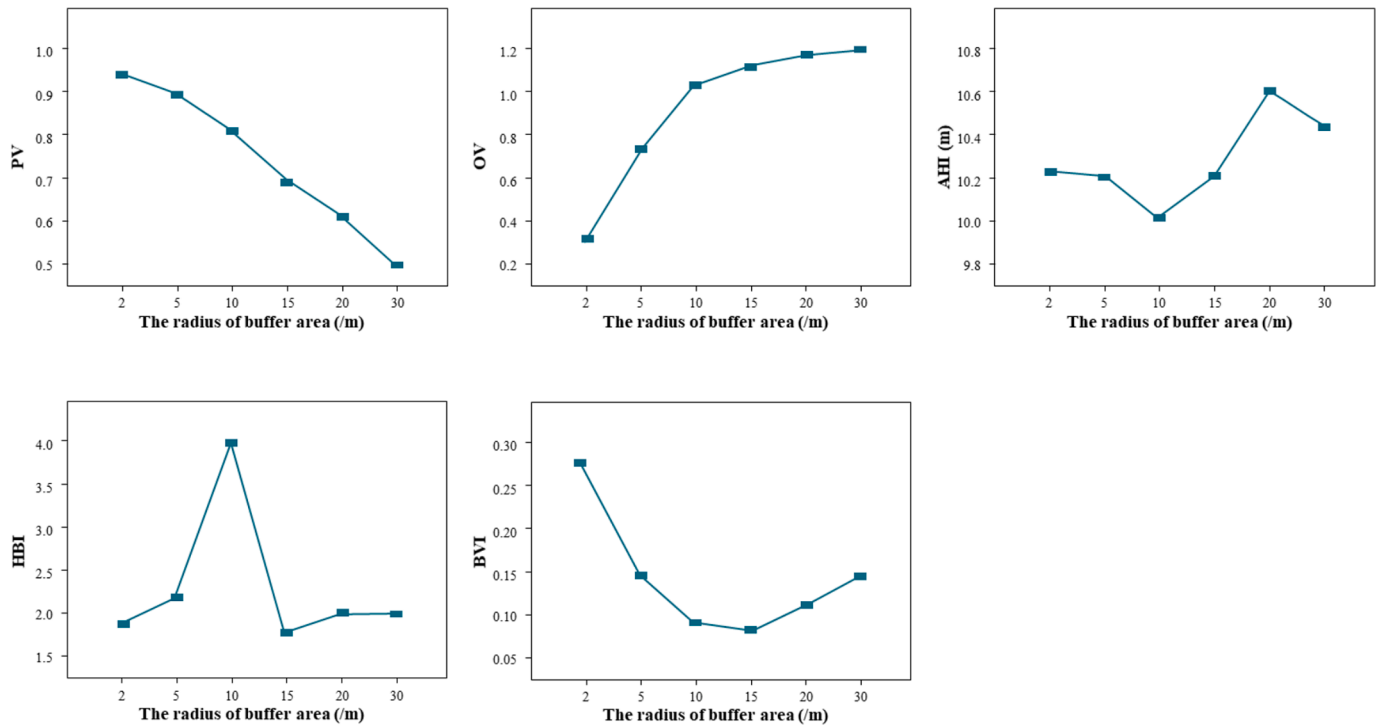 PV
1.0
0.9
0.8
0.7
0.6
0.5
2 5 10 15 20 30
The radius of buffer area (/m)
OV
1.2
1.0
0.8
0.6
0.4
0.2
2 5 10 15 20 30
The radius of buffer area (/m)
AHI (m)
10.8
10.6
10.4
10.2
10.0
9.8
2 5 10 15 20 30
The radius of buffer area (/m)
HBI
4.0
3.5
3.0
2.5
2.0
1.5
2 5 10 15 20 30
The radius of buffer area (/m)
BVI
0.30
0.25
0.20
0.15
0.10
0.05
2 5 10 15 20 30
The radius of buffer area (/m)